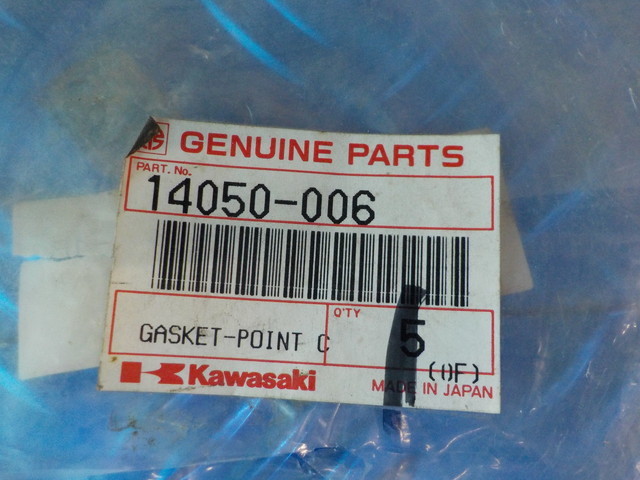 GENUINE PARTS
PART. No.
14050-006
Q'TY
GASKET-POINT C
5
(OF)
Kawasaki
MADE IN JAPAN